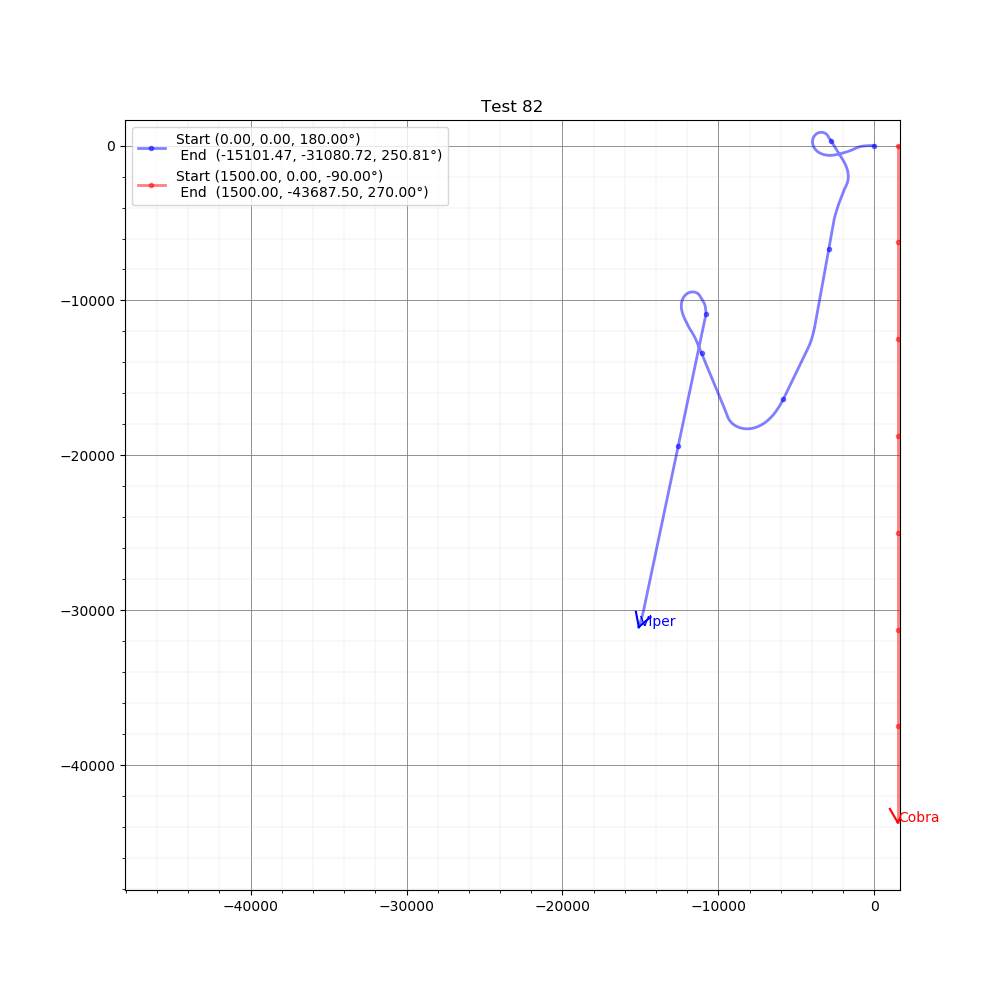 Test 82
Start (0.00, 0.00, 180.00°)
End  (-15101.47, -31080.72, 250.81°)
Start (1500.00, 0.00, -90.00°)
End  (1500.00, -43687.50, 270.00°)
0
−10000
−20000
−30000
−40000
Viper
Cobra
−40000
−30000
−20000
−10000
0